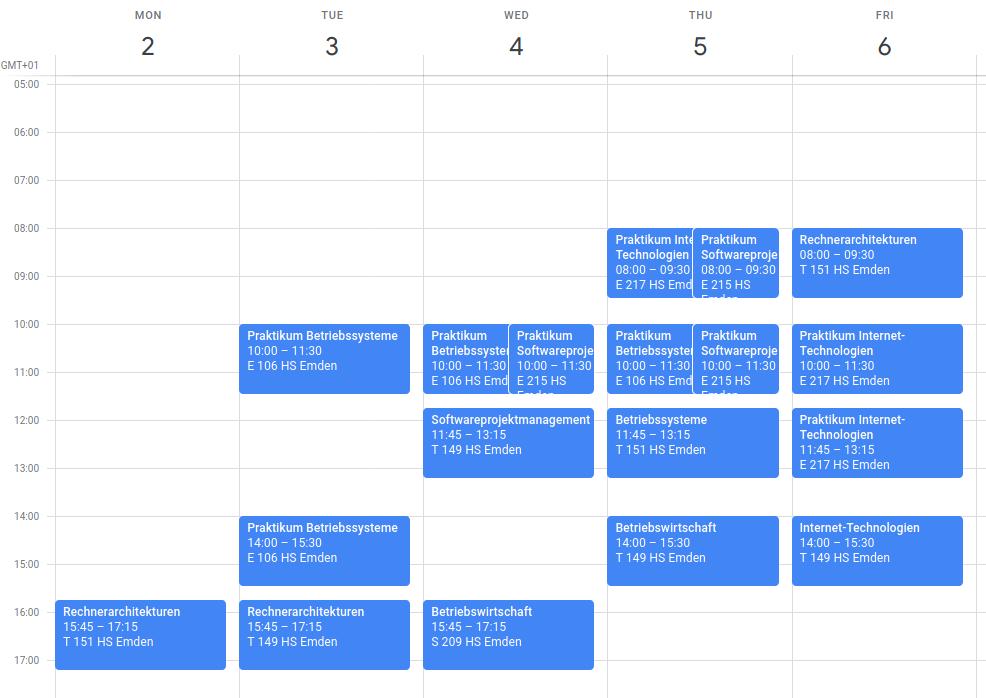 MON
TUE
WED
THU
FRI
2
3
4
5
6
GMT+01
05:00
06:00
07:00
08:00
09:00
10:00
11:00
12:00
13:00
14:00
15:00
16:00
17:00
Rechnerarchitekturen
15:45 – 17:15
T 151 HS Emden
Praktikum Betriebssysteme
10:00 – 11:30
E 106 HS Emden
Praktikum Betriebssysteme
14:00 – 15:30
E 106 HS Emden
Rechnerarchitekturen
15:45 – 17:15
T 149 HS Emden
Praktikum
Betriebssyster
10:00 – 11:30
E 106 HS Emd
Praktikum
Softwareproje
10:00 – 11:30
E 215 HS
Emden
Softwareprojektmanagement
11:45 – 13:15
T 149 HS Emden
Betriebswirtschaft
15:45 – 17:15
S 209 HS Emden
Praktikum Inte
Technologien
08:00 – 09:30
E 217 HS Emd
Praktikum
Softwareproje
08:00 – 09:30
E 215 HS
Emden
Praktikum
Betriebssyster
10:00 – 11:30
E 106 HS Emd
Praktikum
Softwareproje
10:00 – 11:30
E 215 HS
Emden
Betriebssysteme
11:45 – 13:15
T 151 HS Emden
Betriebswirtschaft
14:00 – 15:30
T 149 HS Emden
Rechnerarchitekturen
08:00 – 09:30
T 151 HS Emden
Praktikum Internet-
Technologien
10:00 – 11:30
E 217 HS Emden
Praktikum Internet-
Technologien
11:45 – 13:15
E 217 HS Emden
Internet-Technologien
14:00 – 15:30
T 149 HS Emden